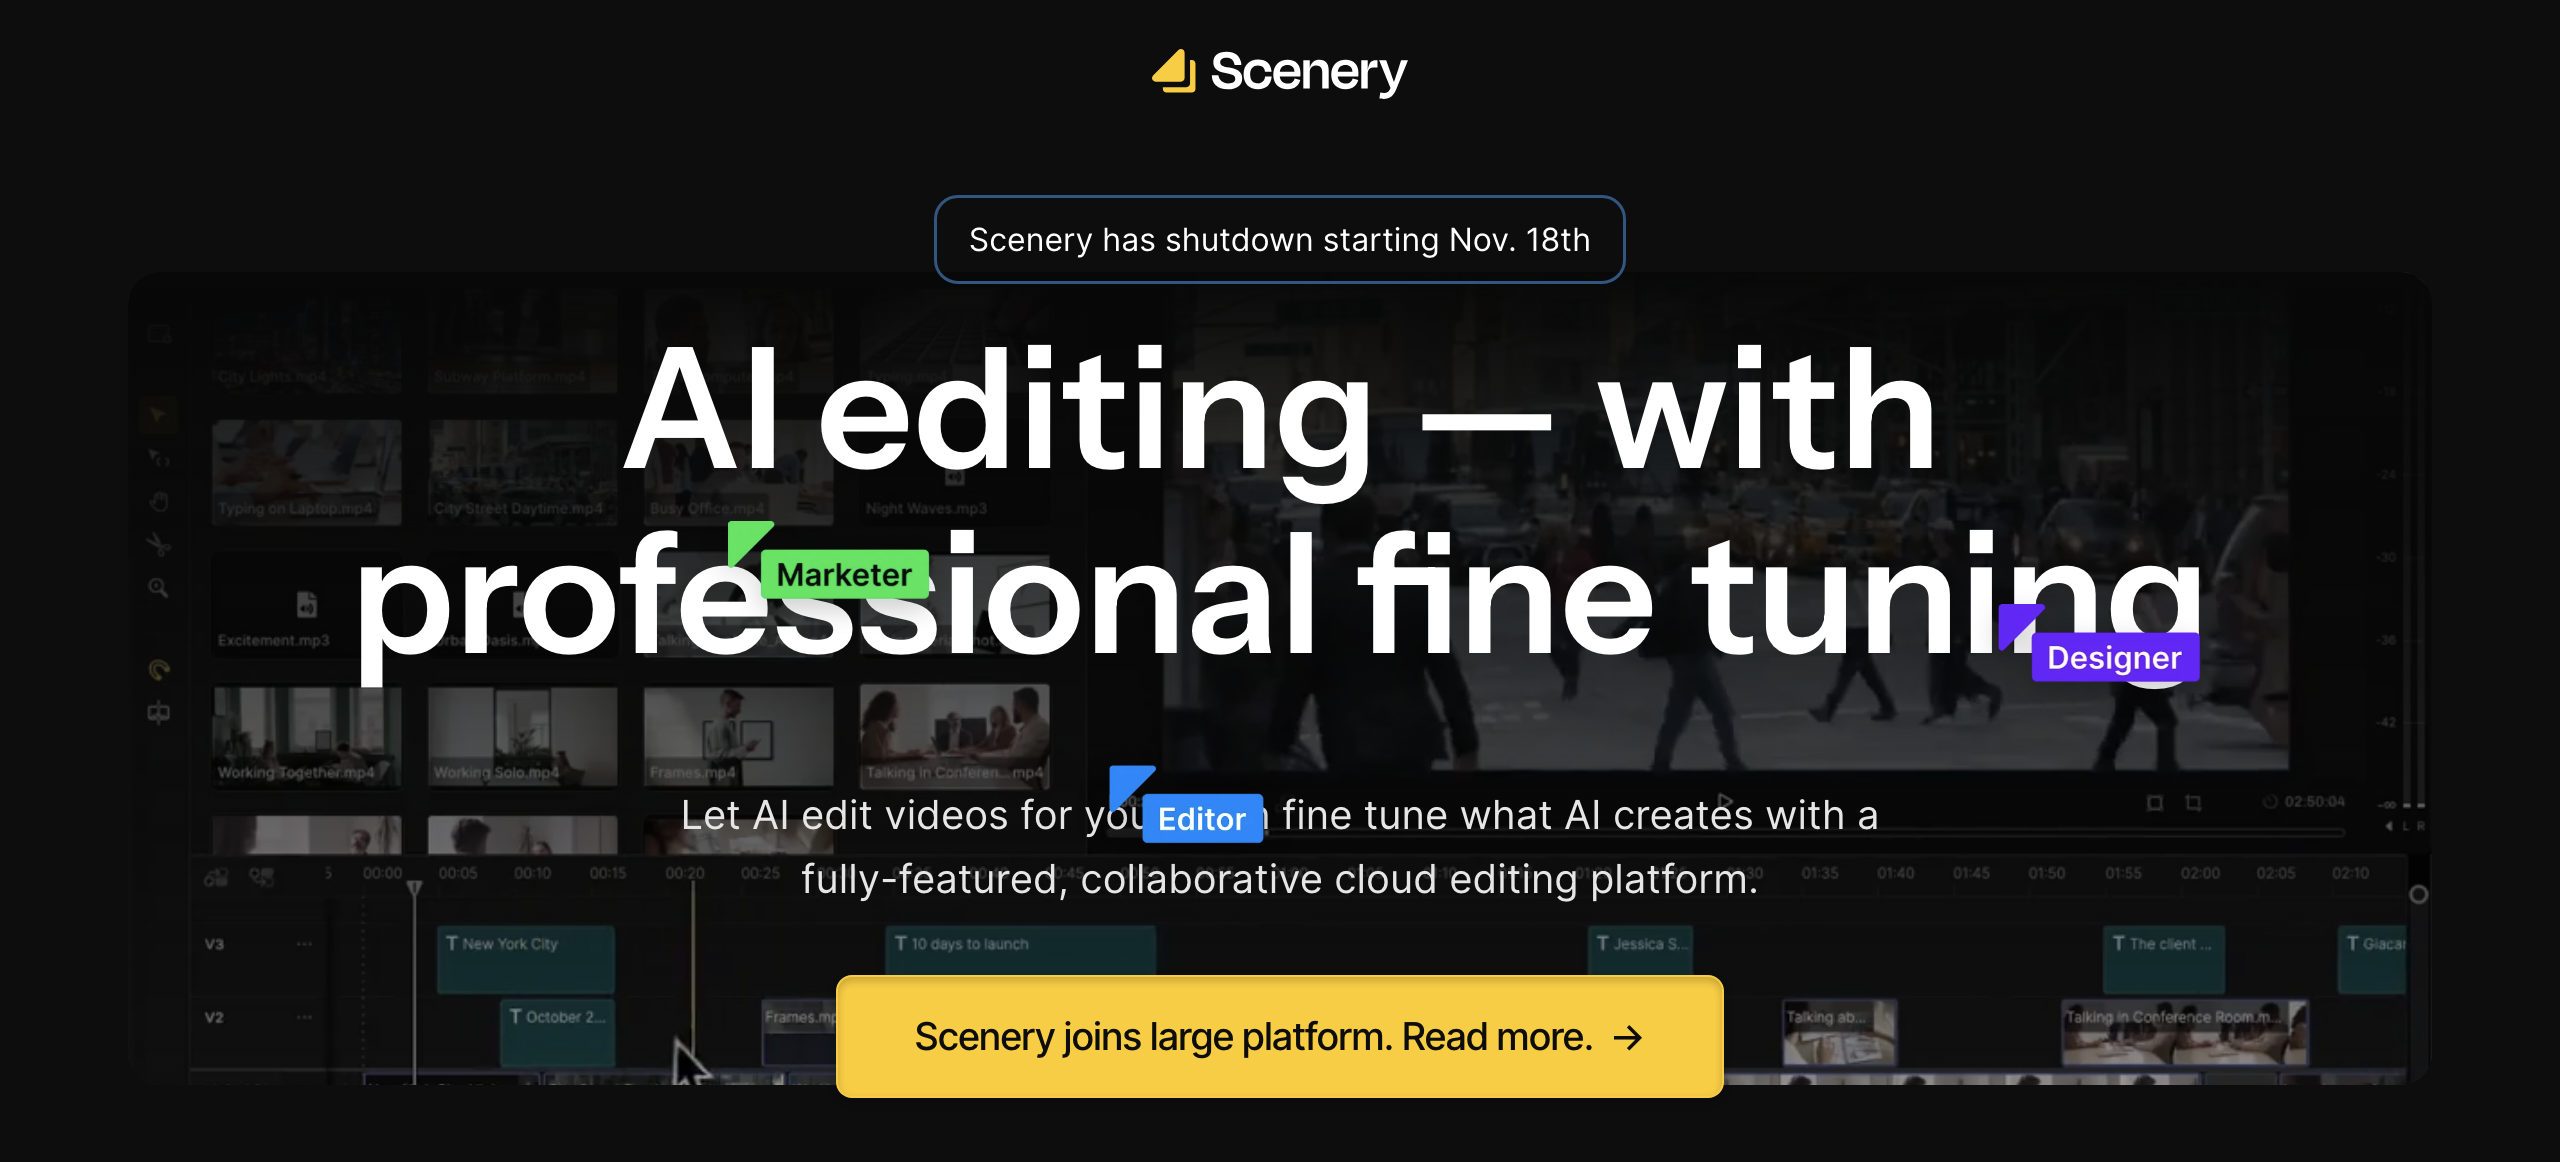 Scenery
Scenery has shutdown starting Nov. 18th
AI editing — with
professional fine tuning
Marketer
Designer
Editor
Let AI edit videos for you fine tune what AI creates with a
fully-featured, collaborative cloud editing platform.
Scenery joins large platform. Read more. →
City Lights.mp4
Subway Platform.mp4
Typing on Laptop.mp4
City Street Daytime.mp4
Busy Office.mp4
Night Waves.mp3
Excitement.mp3
Working Together.mp4
Working Solo.mp4
Frames.mp4
Talking in Conferen... mp4
-24
-30
-36
-42
-∞
L R
02:50:04
00:00 00:05 00:10 00:15 00:20 00:25 01:35 01:40 01:45 01:50 01:55 02:00 02:05 02:10
V3 ...
T New York City
T 10 days to launch
T Jessica S...
T The client ...
V2 ...
T October 2...
Talking ab...
Talking in Conference Room.m...